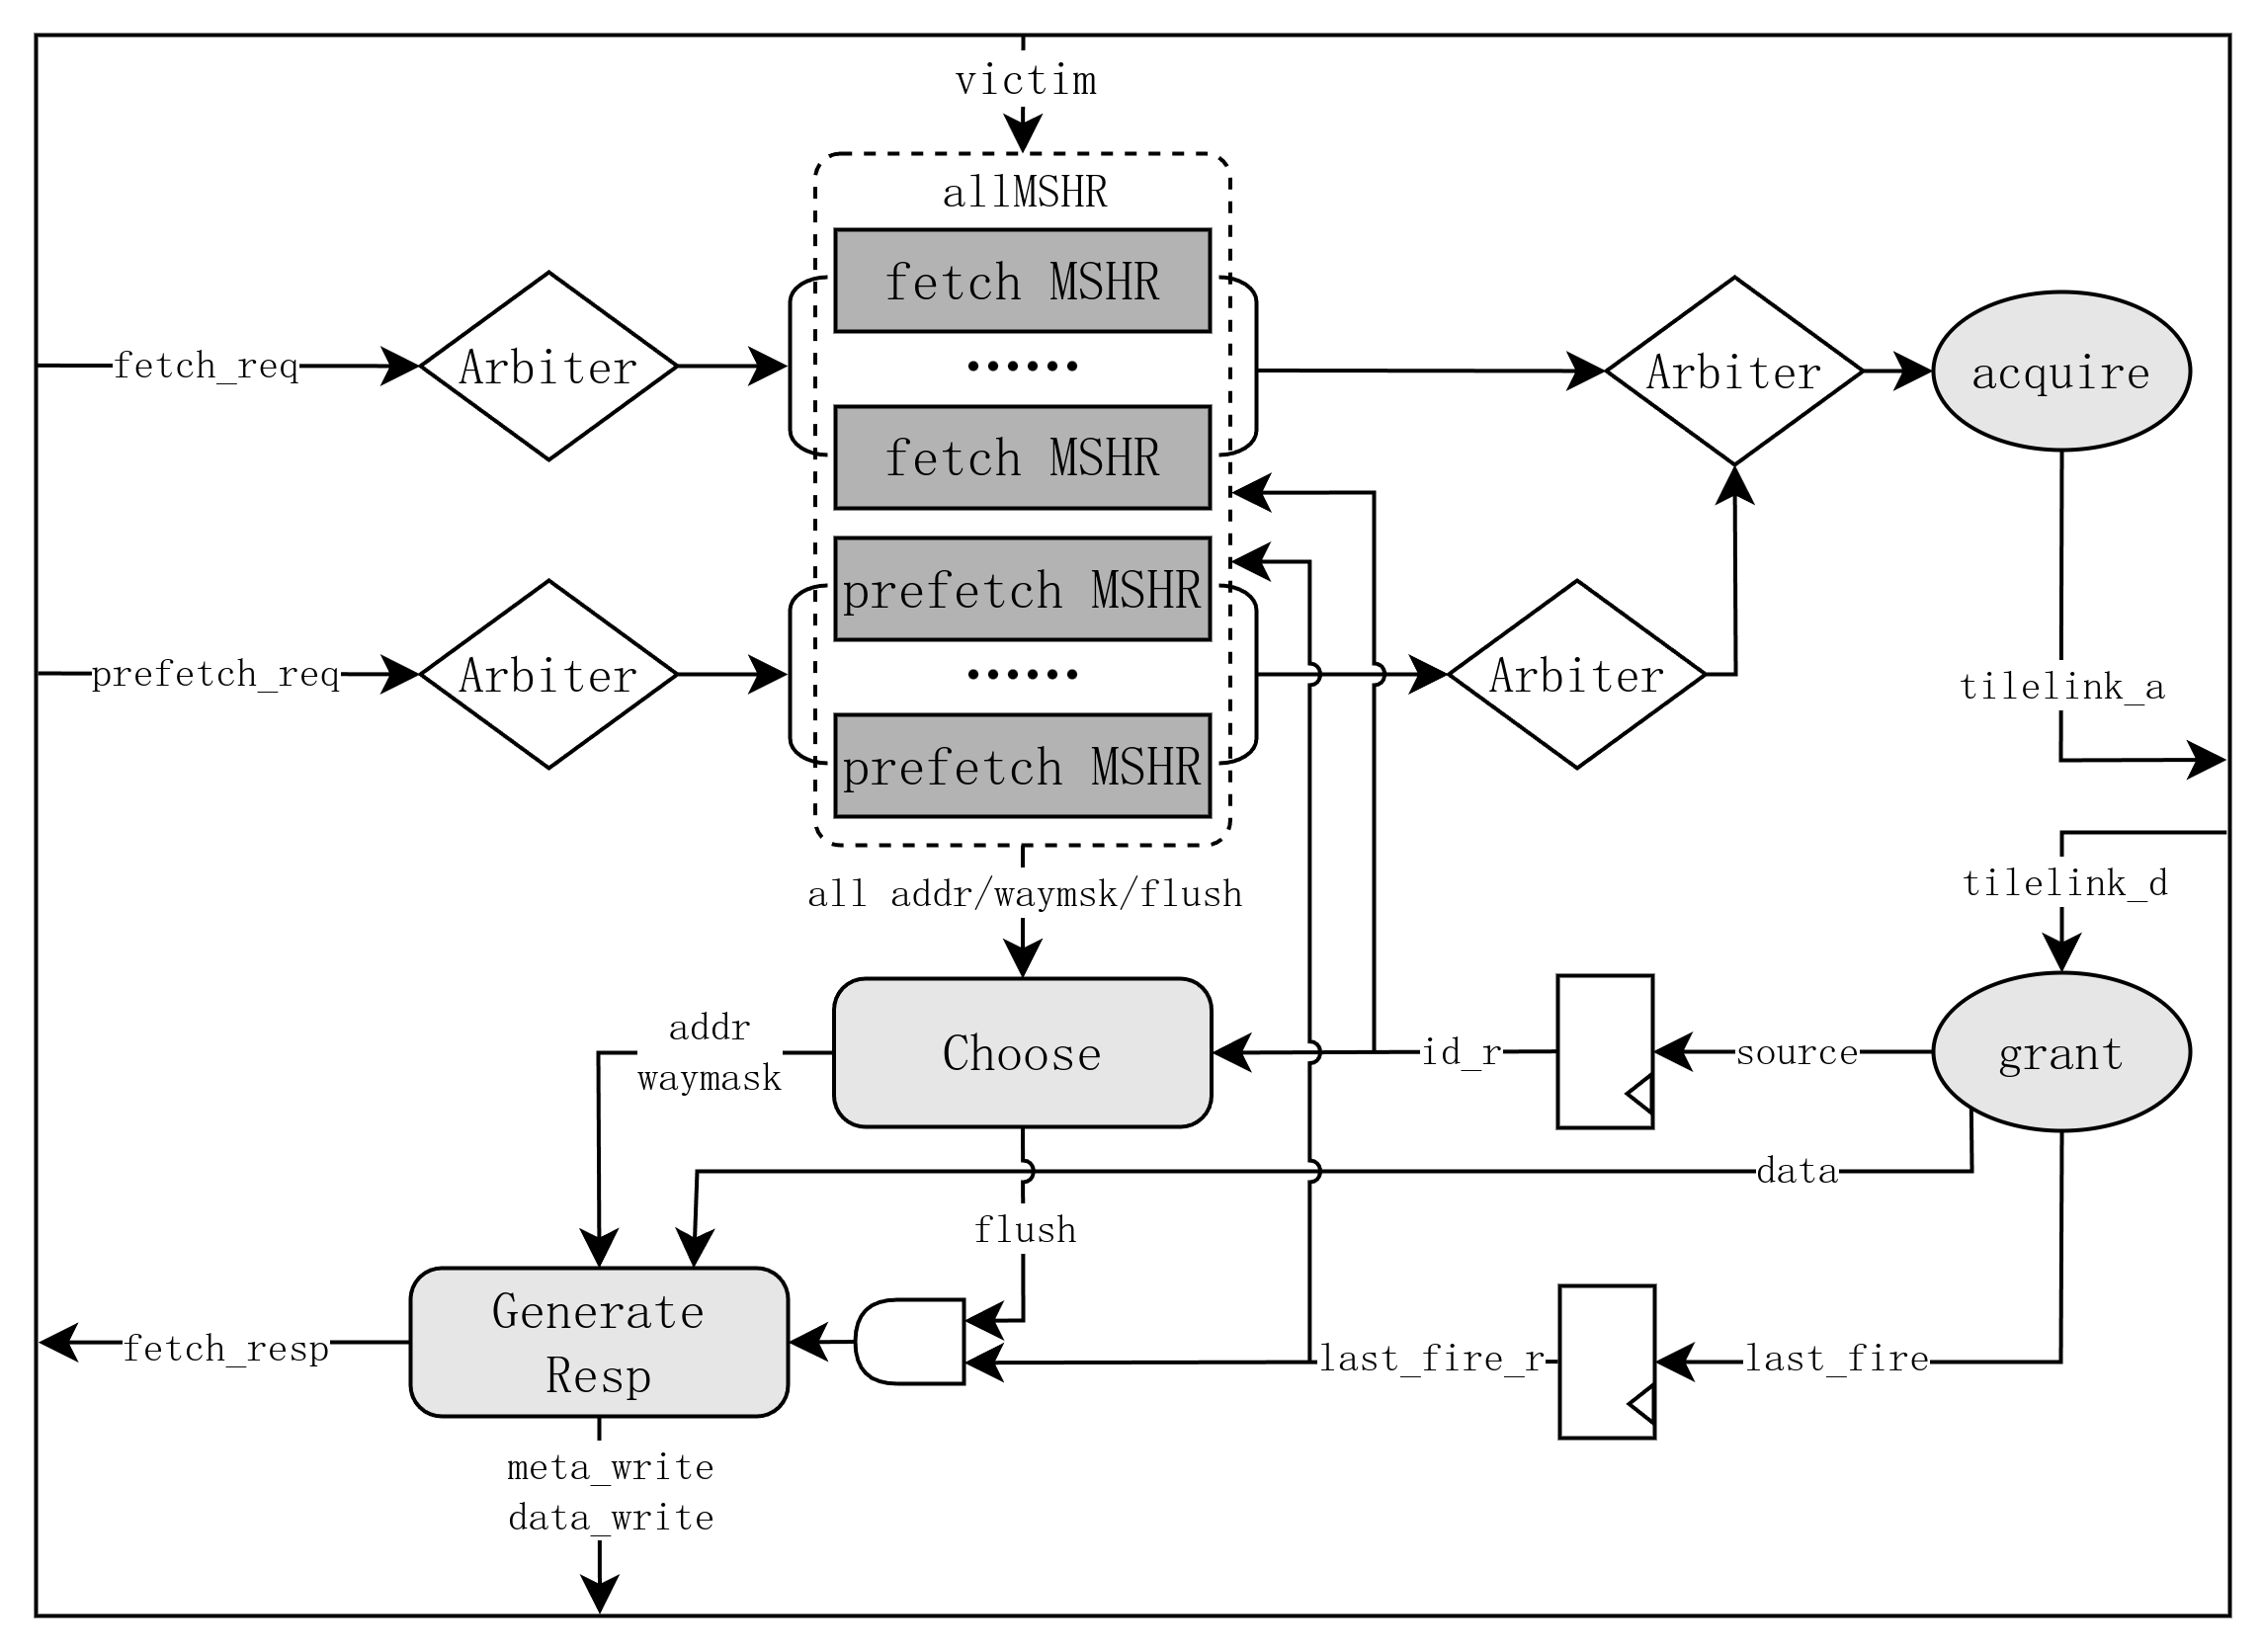 victim
allMSHR
fetch MSHR
......
fetch MSHR
fetch_req
Arbiter
Arbiter
acquire
prefetch MSHR
......
prefetch MSHR
prefetch_req
Arbiter
Arbiter
tilelink_a
all addr/waymsk/flush
tilelink_d
addr
waymask
Choose
id_r
source
grant
data
flush
Generate
Resp
fetch_resp
last_fire_r
last_fire
meta_write
data_write